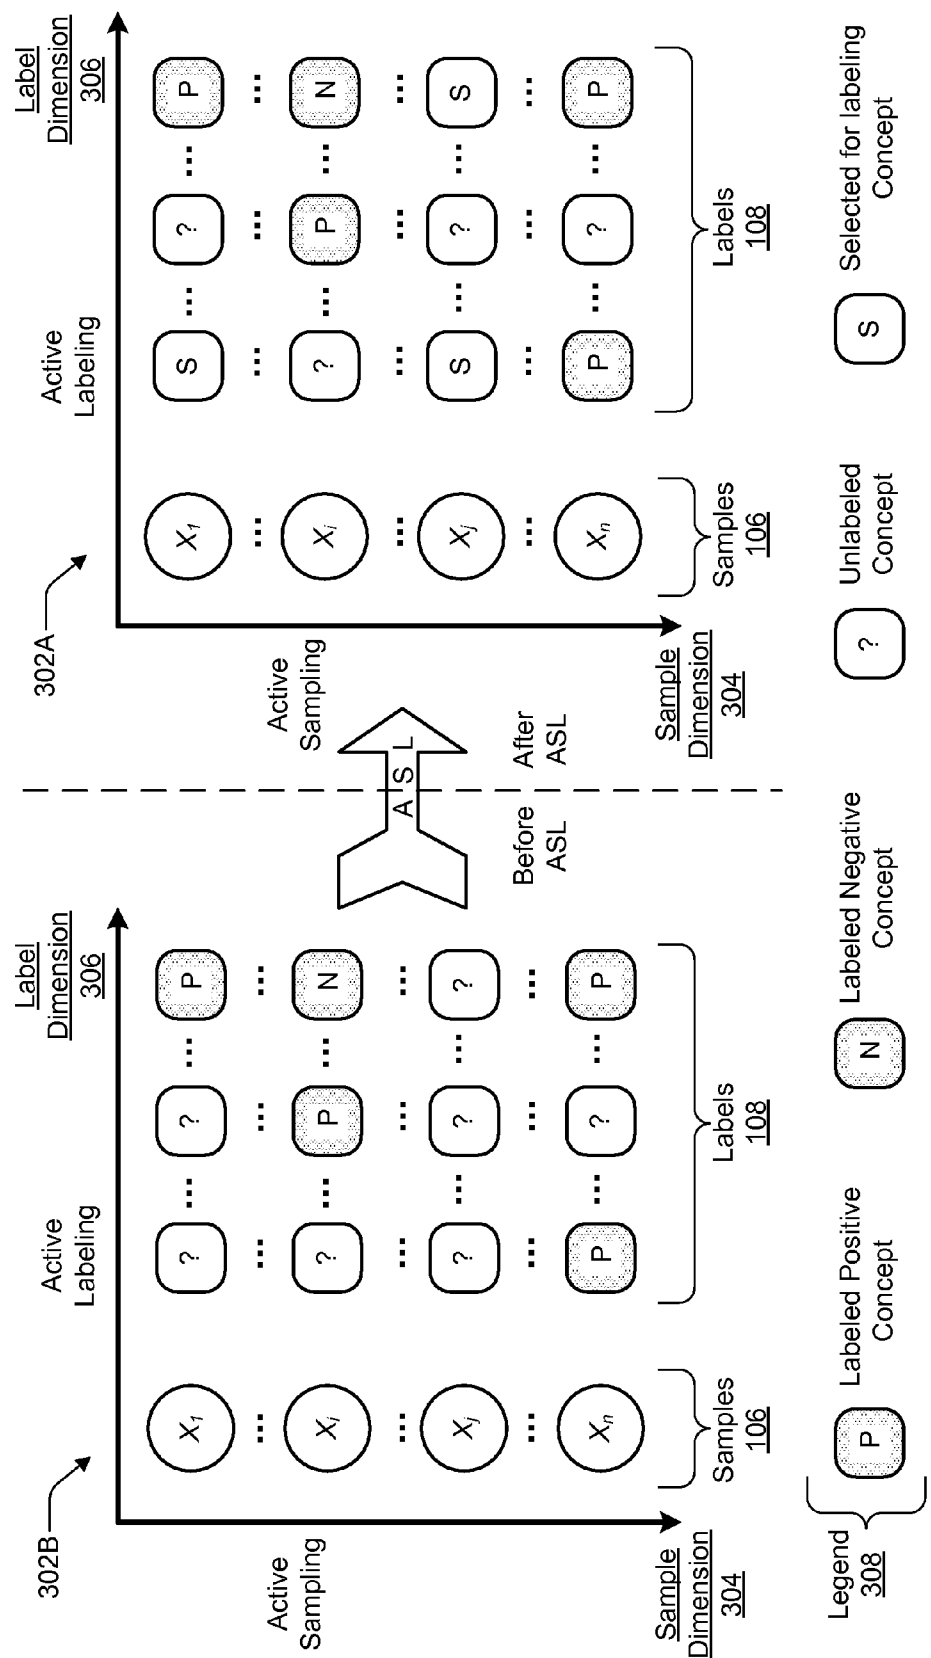 302B
Active
Labeling
Label
Dimension
306
Active
Sampling
X1 ? ... ? ... P
... ... ... ...
Xi ? ... P ... N
... ... ... ...
Xj ? ... ? ... ?
... ... ... ...
Xn P ... ? ... P
Sample
Dimension
304
Samples
106
Labels
108
A S L
Before
ASL
After
ASL
302A
Active
Labeling
Label
Dimension
306
Active
Sampling
X1 S ... ? ... P
... ... ... ...
Xi ? ... P ... N
... ... ... ...
Xj S ... ? ... S
... ... ... ...
Xn P ... ? ... P
Sample
Dimension
304
Samples
106
Labels
108
Legend
308
P
Labeled Positive
Concept
N
Labeled Negative
Concept
?
Unlabeled
Concept
S
Selected for labeling
Concept